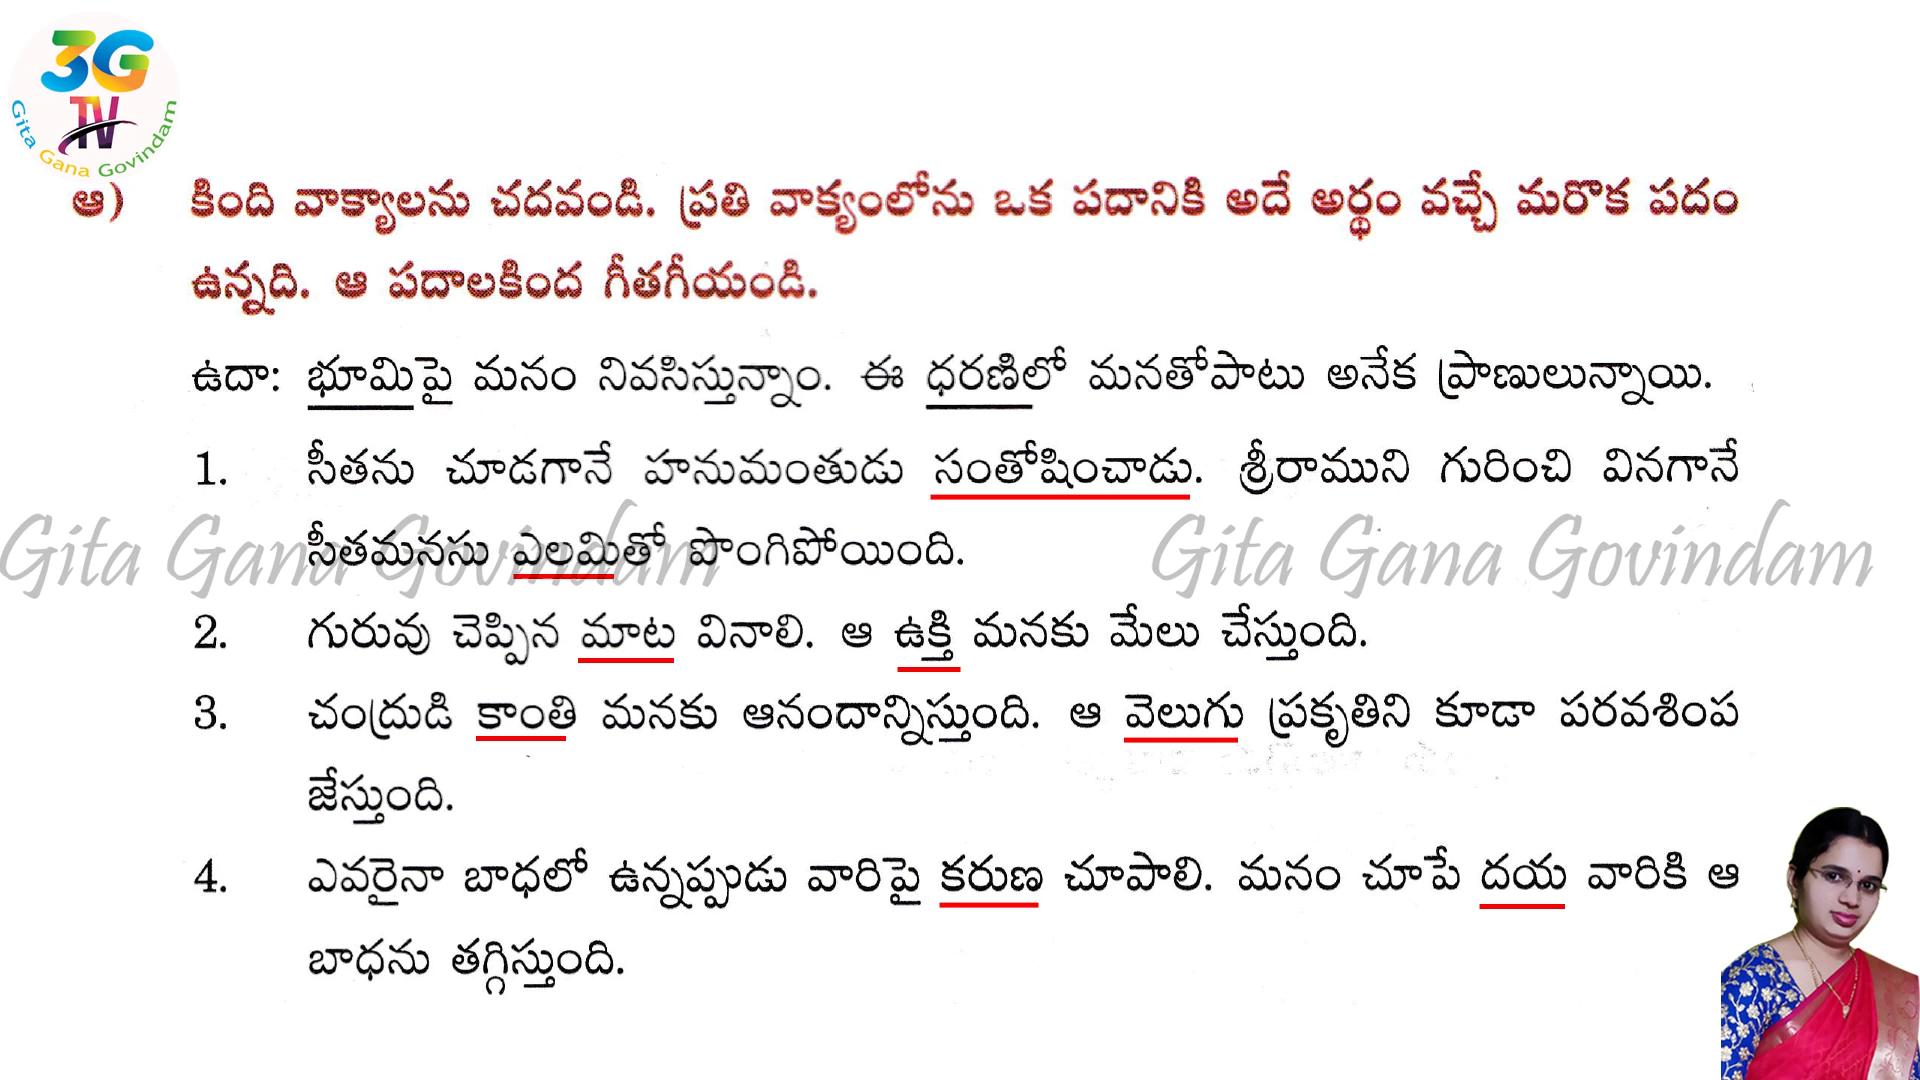 3G
TV
Gita Gana Govindam
ఆ) కింది వాక్యాలను చదవండి. ప్రతి వాక్యంలోను ఒక పదానికి అదే అర్థం వచ్చే మరొక పదం
ఉన్నది. ఆ పదాలకింద గీతగీయండి.
ఉదా: భూమిపై మనం నివసిస్తున్నాం. ఈ ధరణిలో మనతోపాటు అనేక ప్రాణులున్నాయి.
1. సీతను చూడగానే హనుమంతుడు సంతోషించాడు. శ్రీరాముని గురించి వినగానే
సీతమనసు ఎలమితో పొంగిపోయింది.
Gita Gana Govindam Gita Gana Govindam
2. గురువు చెప్పిన మాట వినాలి. ఆ ఉక్తి మనకు మేలు చేస్తుంది.
3. చంద్రుడి కాంతి మనకు ఆనందాన్నిస్తుంది. ఆ వెలుగు ప్రకృతిని కూడా పరవశింప
జేస్తుంది.
4. ఎవరైనా బాధలో ఉన్నప్పుడు వారిపై కరుణ చూపాలి. మనం చూపే దయ వారికి ఆ
బాధను తగ్గిస్తుంది.